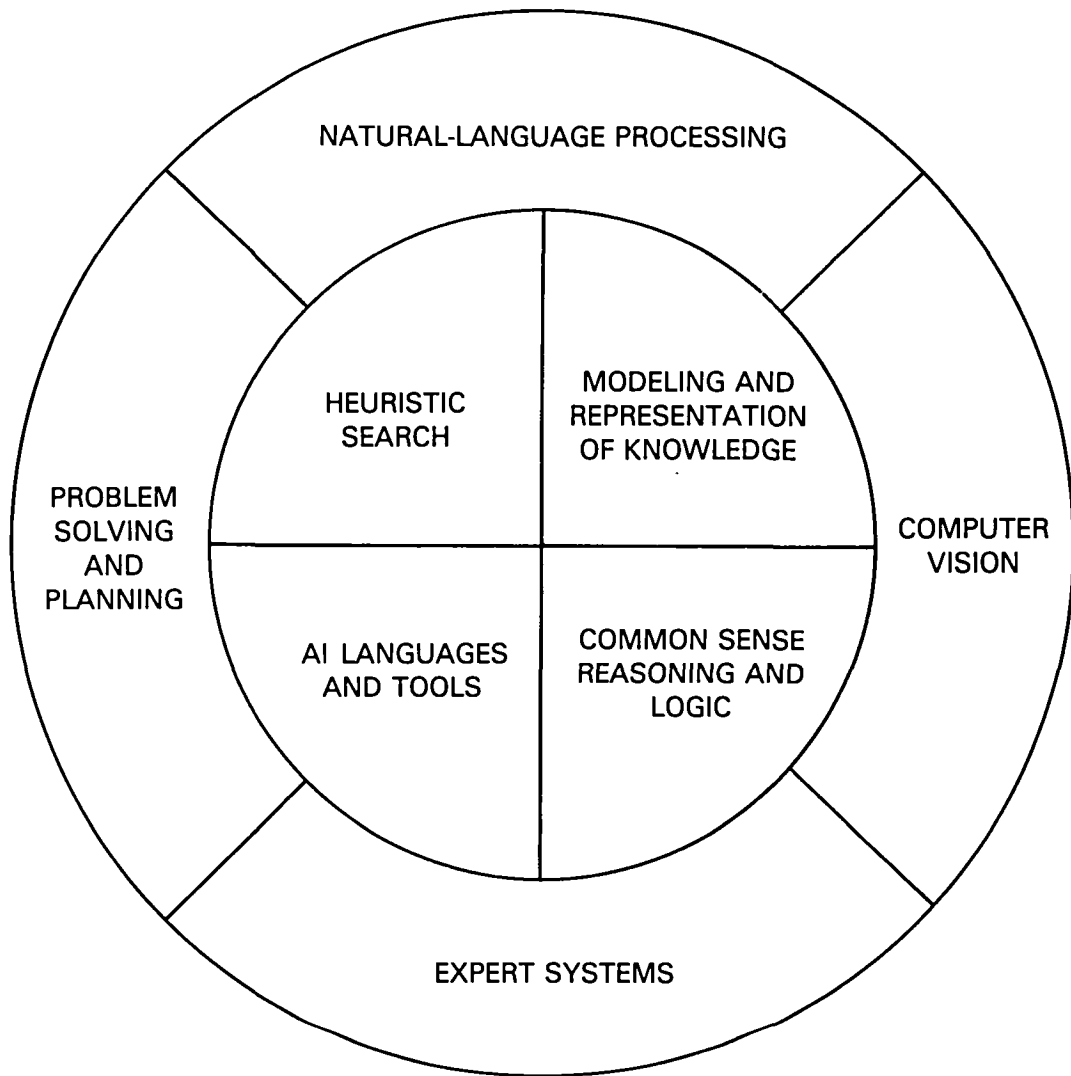 NATURAL-LANGUAGE PROCESSING
HEURISTIC
SEARCH
MODELING AND
REPRESENTATION
OF KNOWLEDGE
PROBLEM
SOLVING
AND
PLANNING
COMPUTER
VISION
AI LANGUAGES
AND TOOLS
COMMON SENSE
REASONING AND
LOGIC
EXPERT SYSTEMS